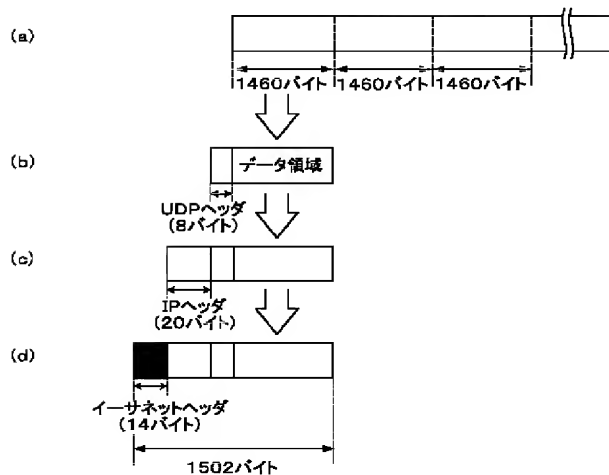 (a)
1460バイト 1460バイト 1460バイト
(b)
データ領域
UDPヘッダ
(8バイト)
(c)
IPヘッダ
(20バイト)
(d)
イーサネットヘッダ
(14バイト)
1502バイト